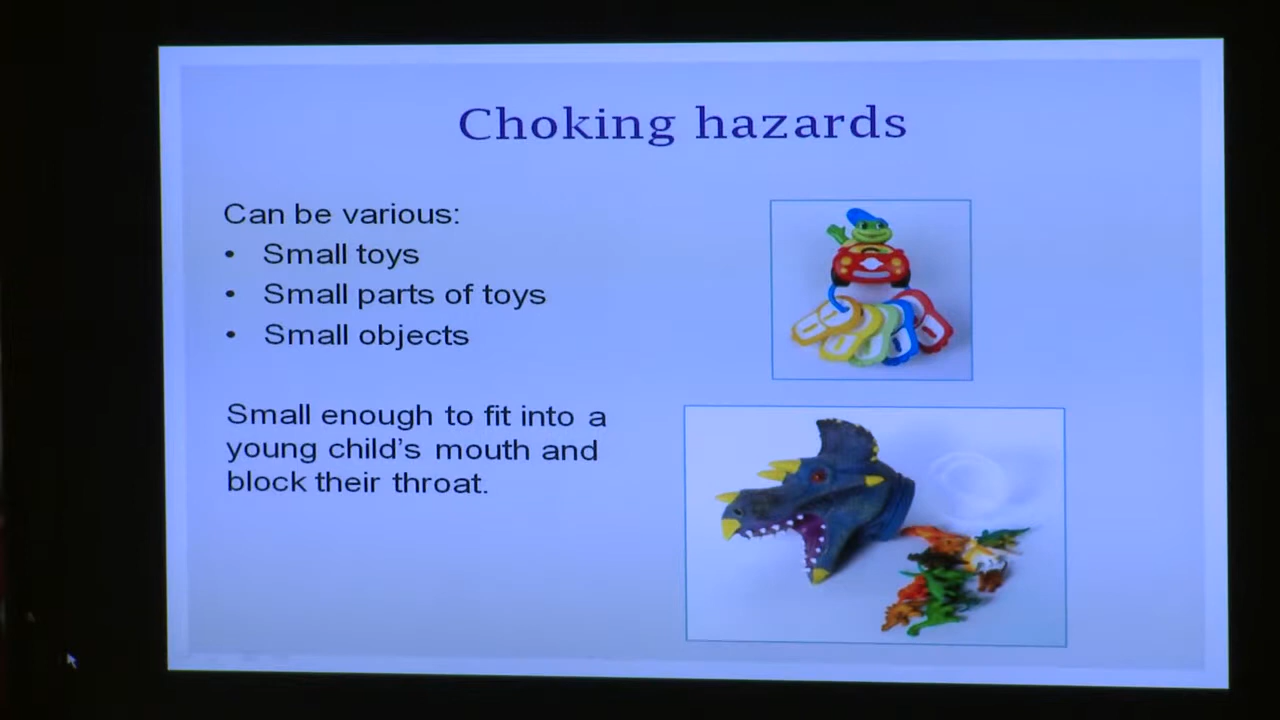 Choking hazards
Can be various:
• Small toys
• Small parts of toys
• Small objects
Small enough to fit into a
young child's mouth and
block their throat.